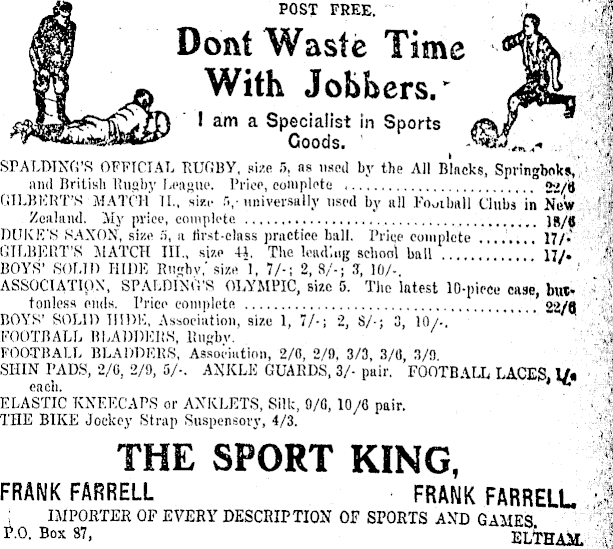 POST FREE.
Dont Waste Time
With Jobbers.
I am a Specialist in Sports
Goods.
SPALDING'S OFFICIAL RUGBY, size 5, as used by the All Blacks, Springboks,
and British Rugby League. Price, complete .................... 22/6
GILBERT'S MATCH II., size 5, universally used by all Football Clubs in New
Zealand. My price, complete .................... 18/6
DUKE'S SAXON, size 5, a first-class practice ball. Price complete ........ 17/-
GILBERT'S MATCH III., size 4½. The leading school ball ............ 17/-
BOYS' SOLID HIDE Rugby, size 1, 7/-; 2, 8/-; 3, 10/-.
ASSOCIATION, SPALDING'S OLYMPIC, size 5. The latest 10-piece case, but-
tonless ends. Price complete .................... 22/6
BOYS' SOLID HIDE, Association, size 1, 7/-; 2, 8/-; 3, 10/-.
FOOTBALL BLADDERS, Rugby.
FOOTBALL BLADDERS, Association, 2/6, 2/9, 3/3, 3/6, 3/9.
SHIN PADS, 2/6, 2/9, 5/-. ANKLE GUARDS, 3/- pair. FOOTBALL LACES, 1/-
each.
ELASTIC KNEECAPS or ANKLETS, Silk, 9/6, 10/6 pair.
THE BIKE Jockey Strap Suspensory, 4/3.
THE SPORT KING,
FRANK FARRELL FRANK FARRELL.
IMPORTER OF EVERY DESCRIPTION OF SPORTS AND GAMES.
P.O. Box 87, ELTHAM.